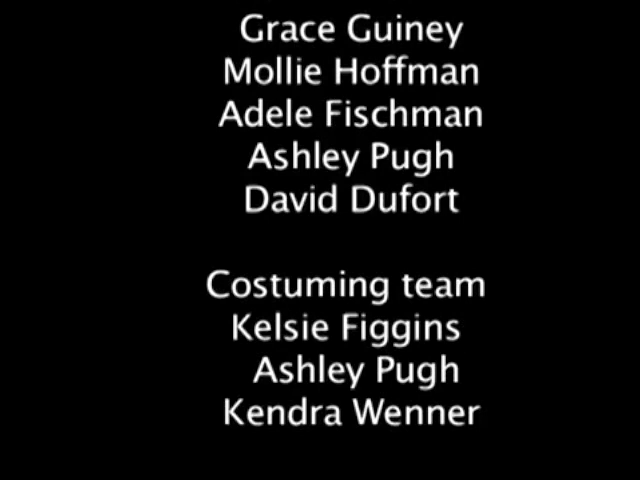 Grace Guiney
Mollie Hoffman
Adele Fischman
Ashley Pugh
David Dufort
Costuming team
Kelsie Figgins
Ashley Pugh
Kendra Wenner